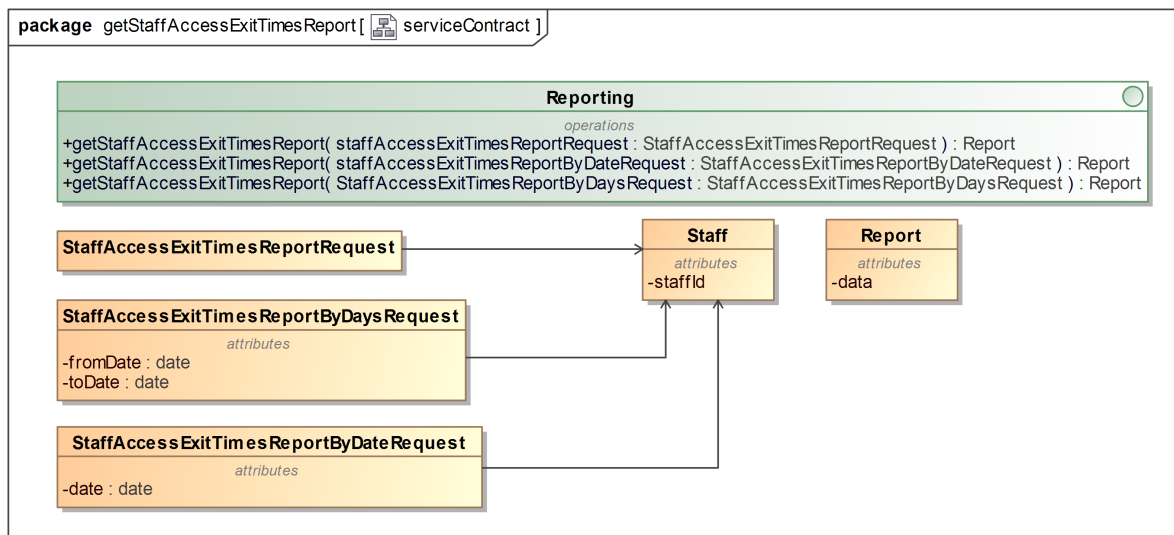 package getStaffAccessExitTimesReport [ serviceContract ]
Reporting
operations
+getStaffAccessExitTimesReport( staffAccessExitTimesReportRequest : StaffAccessExitTimesReportRequest ) : Report
+getStaffAccessExitTimesReport( staffAccessExitTimesReportByDateRequest : StaffAccessExitTimesReportByDateRequest ) : Report
+getStaffAccessExitTimesReport( StaffAccessExitTimesReportByDaysRequest : StaffAccessExitTimesReportByDaysRequest ) : Report
StaffAccessExitTimesReportRequest
Staff
attributes
-staffId
Report
attributes
-data
StaffAccessExitTimesReportByDaysRequest
attributes
-fromDate : date
-toDate : date
StaffAccessExitTimesReportByDateRequest
attributes
-date : date